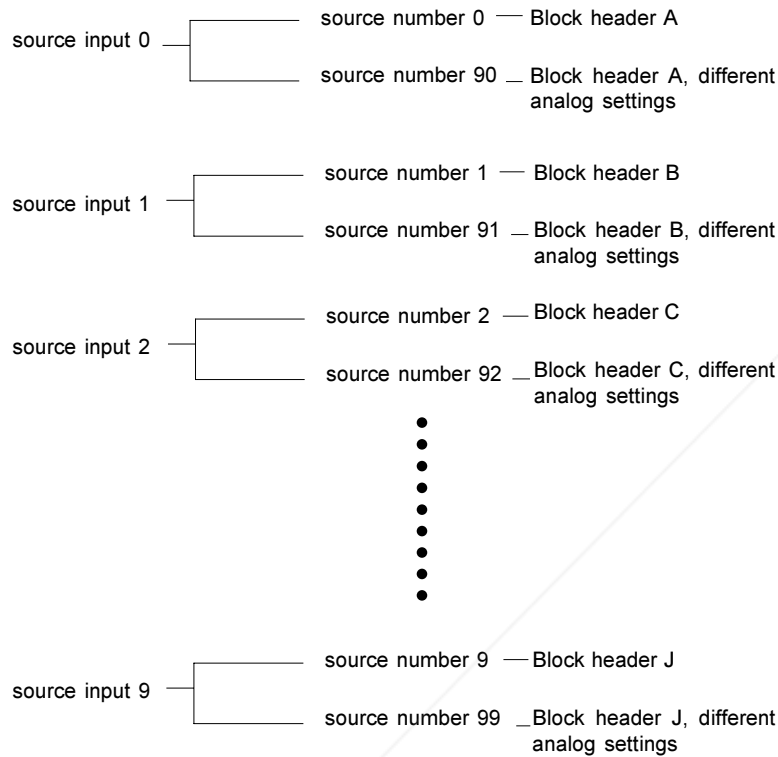 source input 0
source number 0
Block header A
source number 90
Block header A, different
analog settings
source input 1
source number 1
Block header B
source number 91
Block header B, different
analog settings
source input 2
source number 2
Block header C
source number 92
Block header C, different
analog settings
source input 9
source number 9
Block header J
source number 99
Block header J, different
analog settings